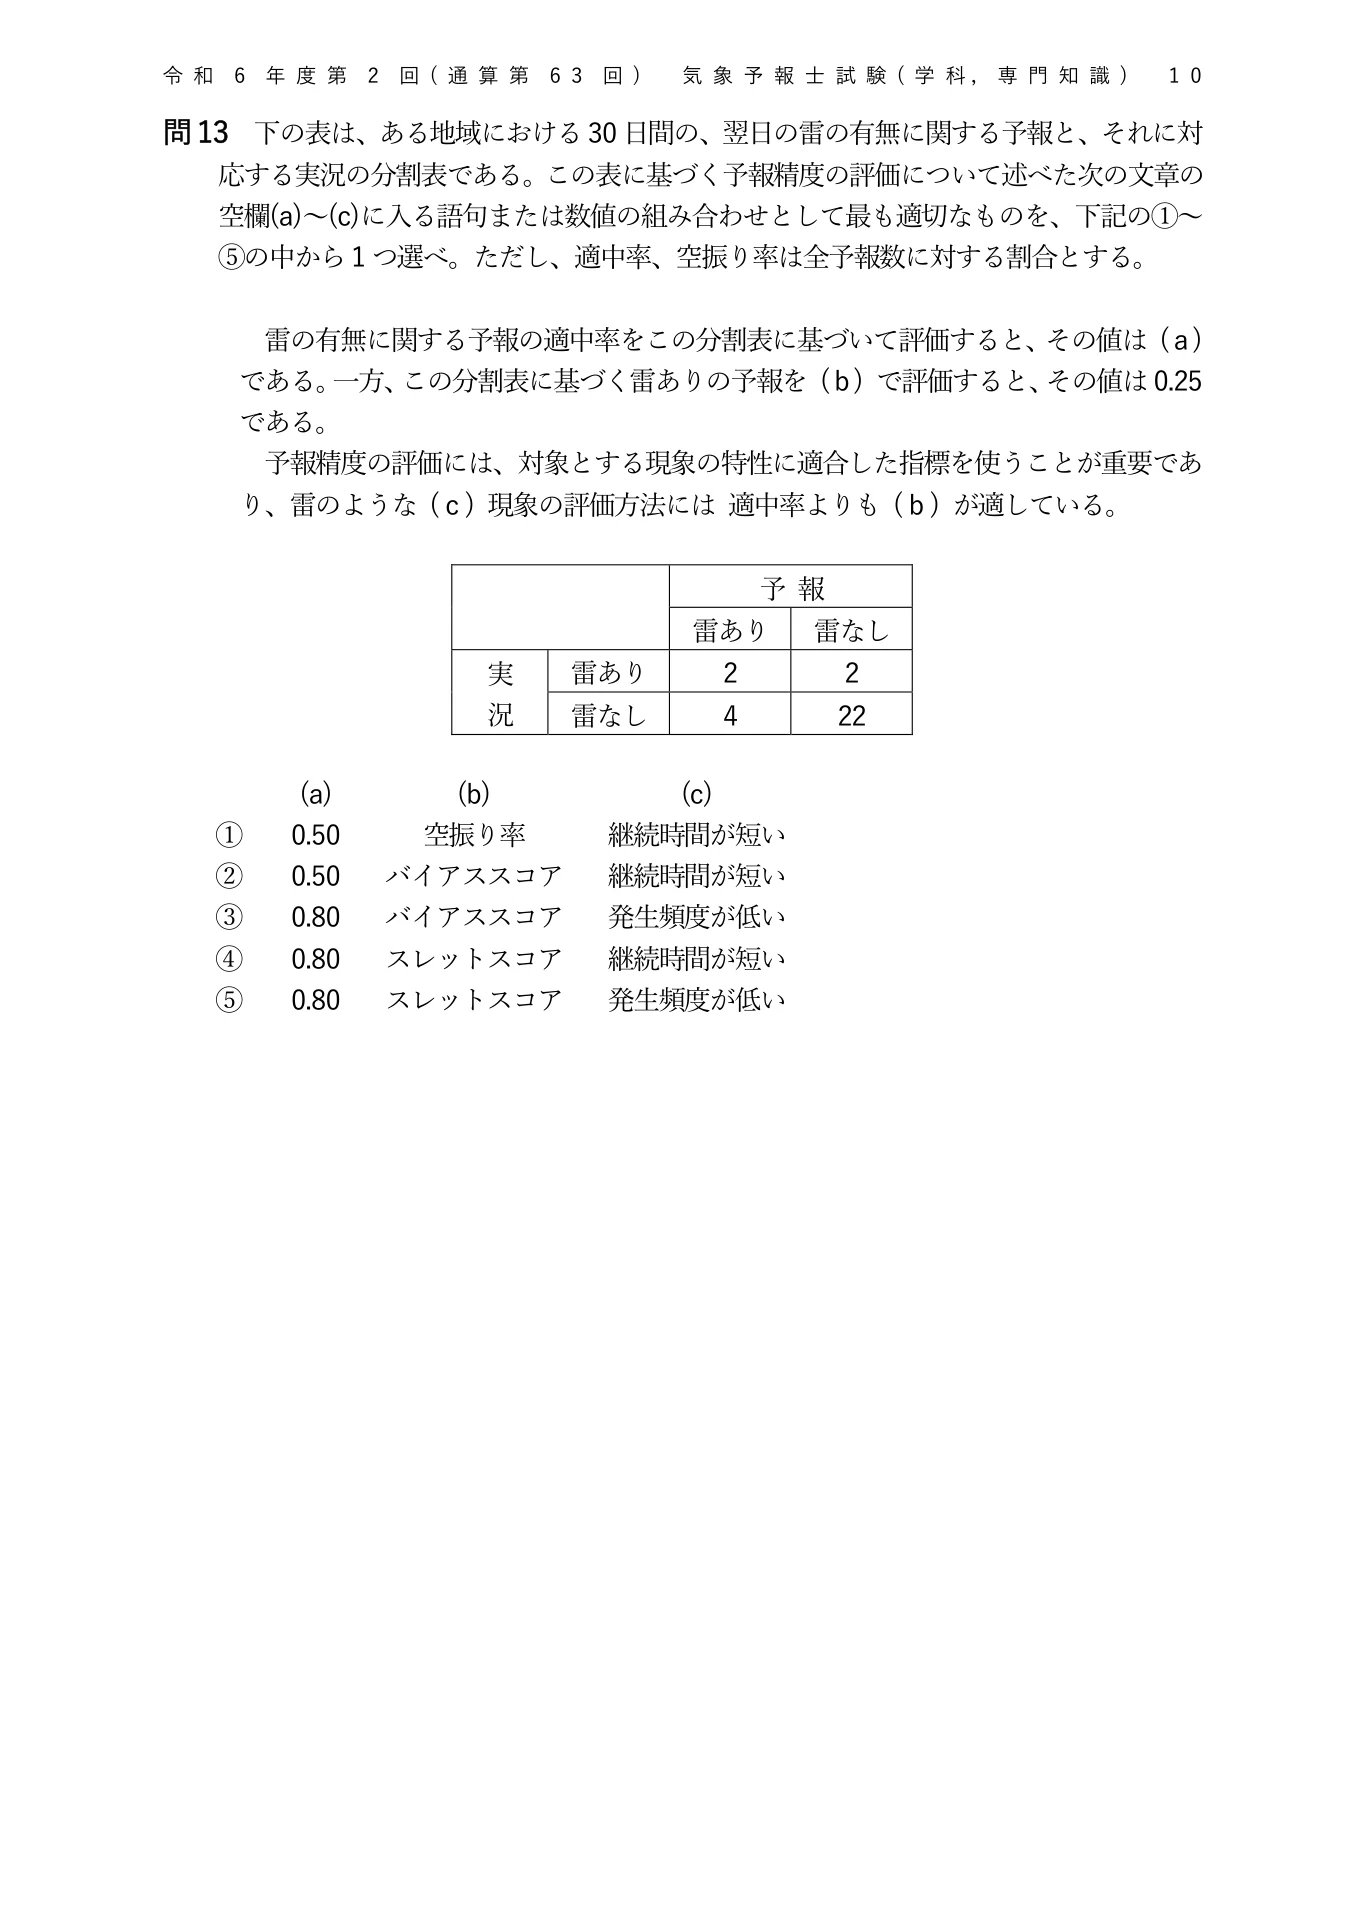 令和 6 年度第 2 回(通算第 63 回) 気象予報士試験(学科, 専門知識) 10
問13 下の表は、ある地域における 30 日間の、翌日の雷の有無に関する予報と、それに対
応する実況の分割表である。この表に基づく予報精度の評価について述べた次の文章の
空欄(a)〜(c)に入る語句または数値の組み合わせとして最も適切なものを、下記の①〜
⑤の中から 1 つ選べ。ただし、適中率、空振り率は全予報数に対する割合とする。
雷の有無に関する予報の適中率をこの分割表に基づいて評価すると、その値は（a）
である。一方、この分割表に基づく雷ありの予報を（b）で評価すると、その値は 0.25
である。
予報精度の評価には、対象とする現象の特性に適合した指標を使うことが重要であ
り、雷のような（c）現象の評価方法には 適中率よりも（b）が適している。
予 報
雷あり 雷なし
実 雷あり 2 2
況 雷なし 4 22
(a) (b) (c)
① 0.50 空振り率 継続時間が短い
② 0.50 バイアススコア 継続時間が短い
③ 0.80 バイアススコア 発生頻度が低い
④ 0.80 スレットスコア 継続時間が短い
⑤ 0.80 スレットスコア 発生頻度が低い